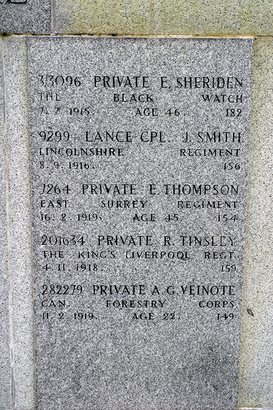 33096 PRIVATE E. SHERIDEN
THE BLACK WATCH
7. 7. 1915. AGE 46. 182
9299 LANCE CPL. J. SMITH
LINCOLNSHIRE REGIMENT
8. 9. 1916. 156
7264 PRIVATE E. THOMPSON
EAST SURREY REGIMENT
16. 2. 1919. AGE 45. 154
201634 PRIVATE R. TINSLEY
THE KING'S LIVERPOOL REGT.
4. 11. 1918. 159
282279 PRIVATE A. G. VEINOTE
CAN. FORESTRY CORPS
11. 2. 1919. AGE 22. 149